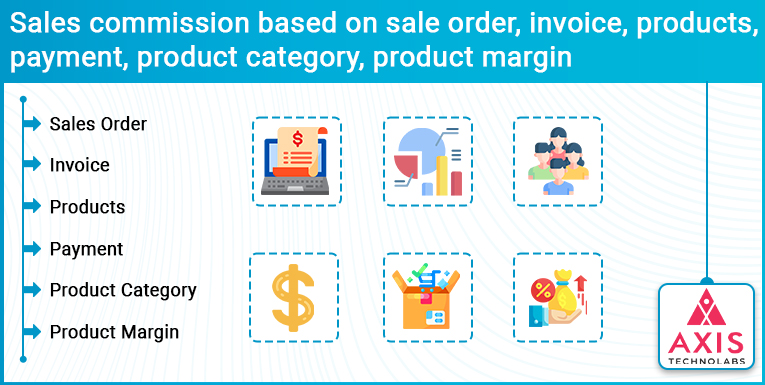 Sales commission based on sale order, invoice, products,
payment, product category, product margin
Sales Order
Invoice
Products
Payment
Product Category
Product Margin
$
$
$
%
AXIS
TECHNOLABS